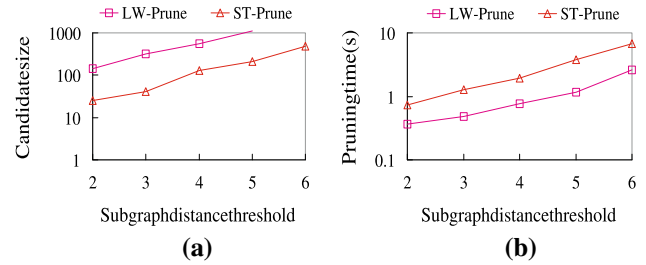 LW-Prune ST-Prune
Candidatesize
1000
100
10
1
2 3 4 5 6
Subgraphdistancethreshold
(a)
LW-Prune ST-Prune
Pruningtime(s)
10
1
0.1
2 3 4 5 6
Subgraphdistancethreshold
(b)